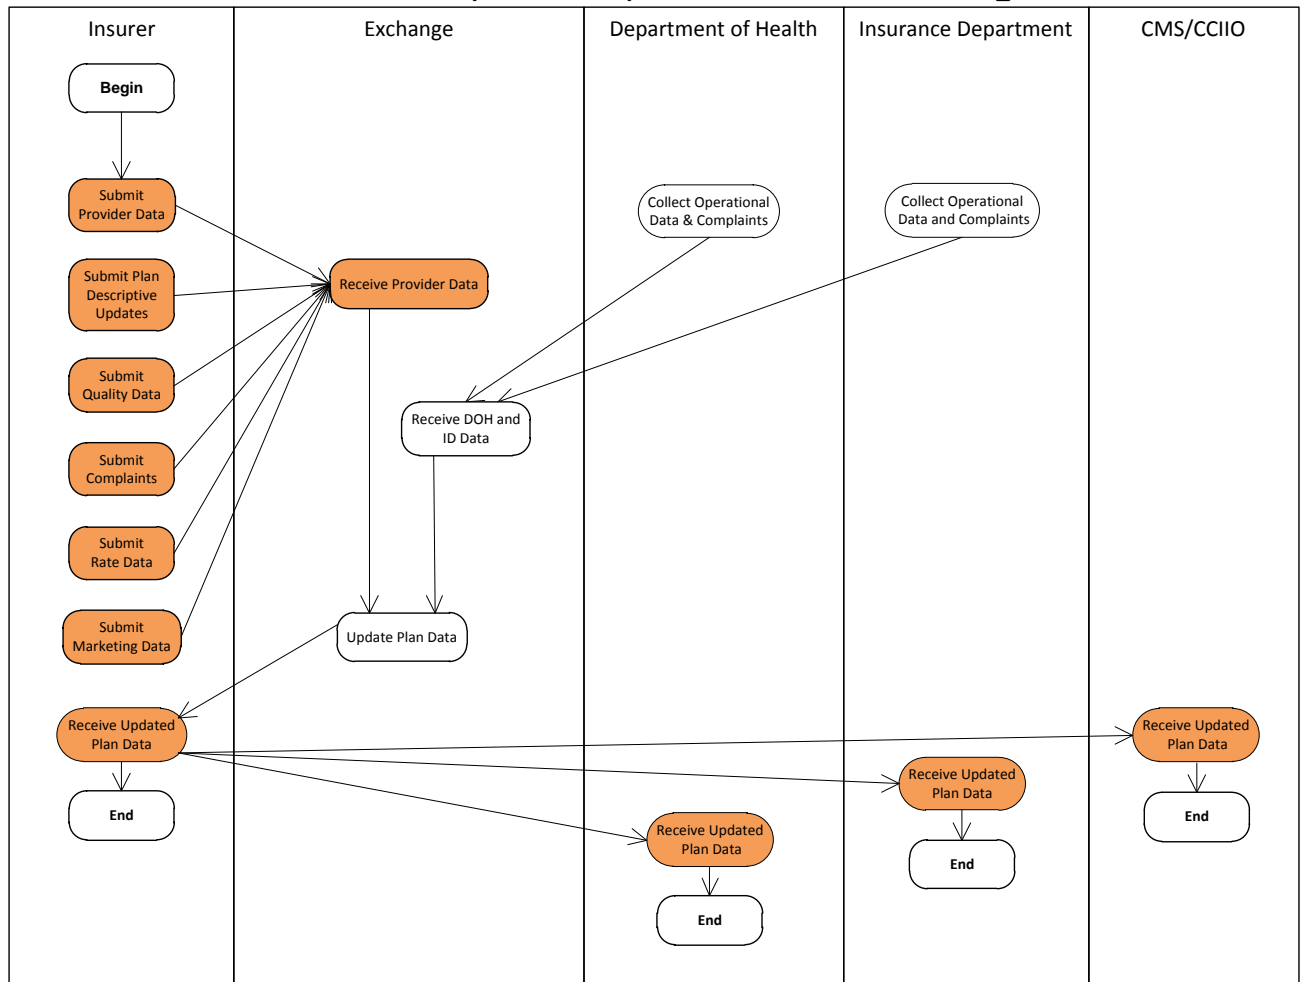 Insurer
Exchange
Department of Health
Insurance Department
CMS/CCIIO
Begin
Submit
Provider Data
Collect Operational
Data & Complaints
Collect Operational
Data and Complaints
Submit Plan
Descriptive
Updates
Receive Provider Data
Submit
Quality Data
Receive DOH and
ID Data
Submit
Complaints
Submit
Rate Data
Submit
Marketing Data
Update Plan Data
Receive Updated
Plan Data
Receive Updated
Plan Data
Receive Updated
Plan Data
Receive Updated
Plan Data
End
End
End
End